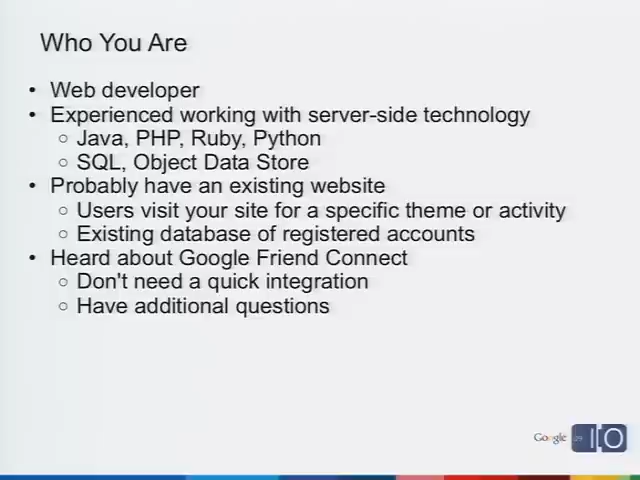 Who You Are
• Web developer
• Experienced working with server-side technology
○ Java, PHP, Ruby, Python
○ SQL, Object Data Store
• Probably have an existing website
○ Users visit your site for a specific theme or activity
○ Existing database of registered accounts
• Heard about Google Friend Connect
○ Don't need a quick integration
○ Have additional questions
Google IO